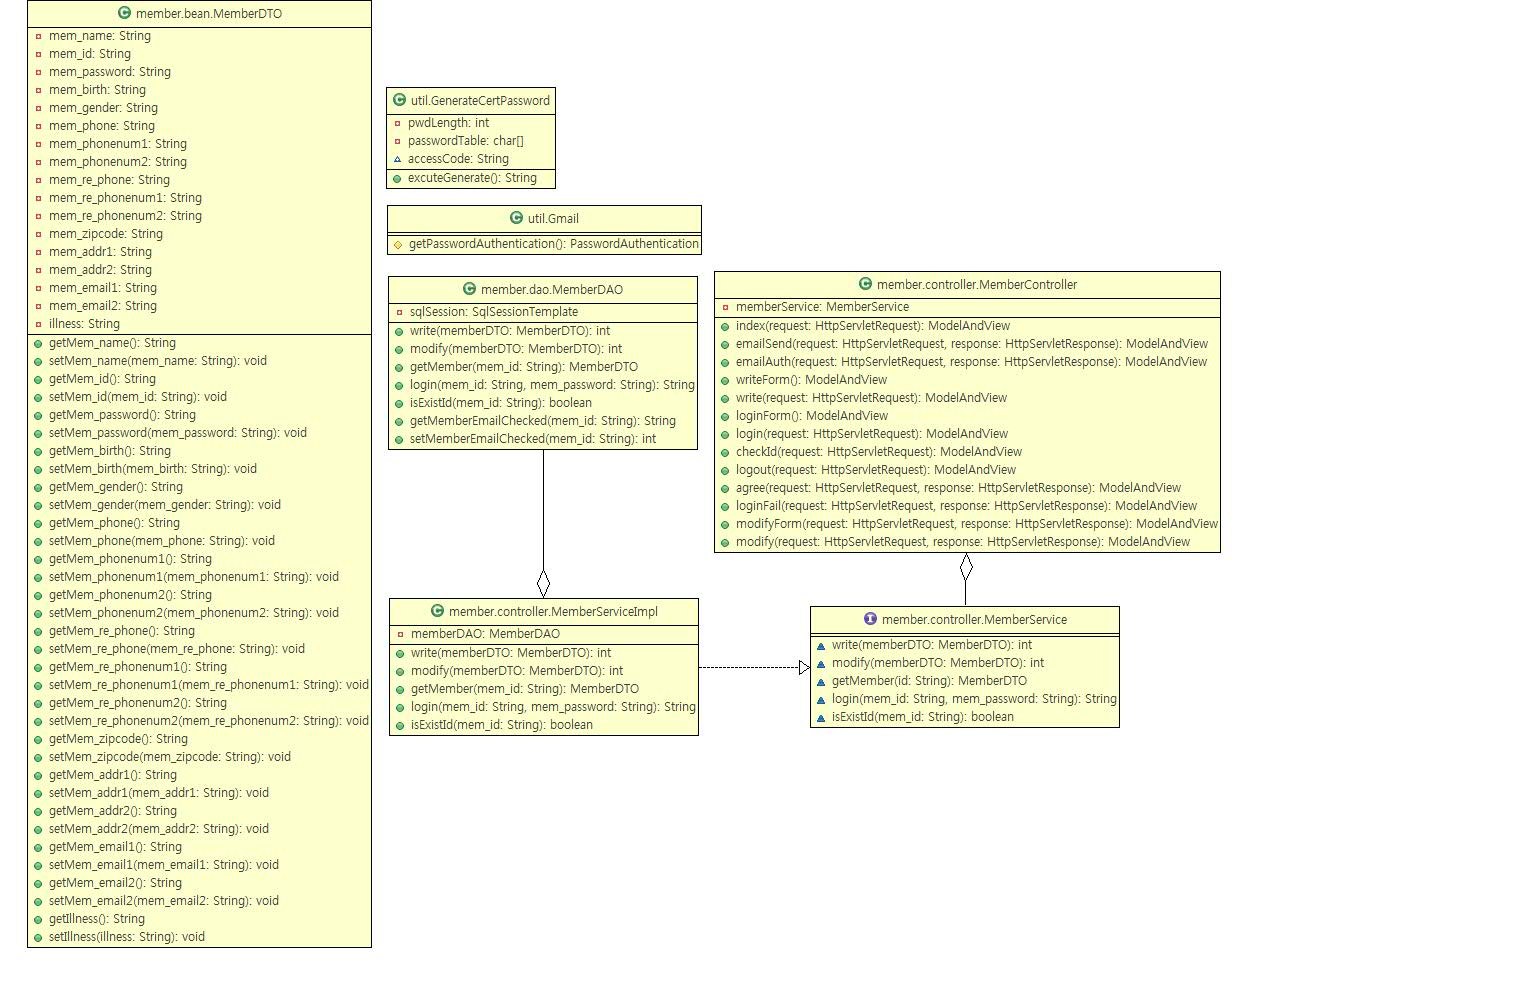 member.bean.MemberDTO
mem_name: String
mem_id: String
mem_password: String
mem_birth: String
mem_gender: String
mem_phone: String
mem_phonenum1: String
mem_phonenum2: String
mem_re_phone: String
mem_re_phonenum1: String
mem_re_phonenum2: String
mem_zipcode: String
mem_addr1: String
mem_addr2: String
mem_email1: String
mem_email2: String
illness: String
getMem_name(): String
setMem_name(mem_name: String): void
getMem_id(): String
setMem_id(mem_id: String): void
getMem_password(): String
setMem_password(mem_password: String): void
getMem_birth(): String
setMem_birth(mem_birth: String): void
getMem_gender(): String
setMem_gender(mem_gender: String): void
getMem_phone(): String
setMem_phone(mem_phone: String): void
getMem_phonenum1(): String
setMem_phonenum1(mem_phonenum1: String): void
getMem_phonenum2(): String
setMem_phonenum2(mem_phonenum2: String): void
getMem_re_phone(): String
setMem_re_phone(mem_re_phone: String): void
getMem_re_phonenum1(): String
setMem_re_phonenum1(mem_re_phonenum1: String): void
getMem_re_phonenum2(): String
setMem_re_phonenum2(mem_re_phonenum2: String): void
getMem_zipcode(): String
setMem_zipcode(mem_zipcode: String): void
getMem_addr1(): String
setMem_addr1(mem_addr1: String): void
getMem_addr2(): String
setMem_addr2(mem_addr2: String): void
getMem_email1(): String
setMem_email1(mem_email1: String): void
getMem_email2(): String
setMem_email2(mem_email2: String): void
getIllness(): String
setIllness(illness: String): void
util.GenerateCertPassword
pwdLength: int
passwordTable: char[]
accessCode: String
excuteGenerate(): String
util.Gmail
getPasswordAuthentication(): PasswordAuthentication
member.dao.MemberDAO
sqlSession: SqlSessionTemplate
write(memberDTO: MemberDTO): int
modify(memberDTO: MemberDTO): int
getMember(mem_id: String): MemberDTO
login(mem_id: String, mem_password: String): String
isExistId(mem_id: String): boolean
getMemberEmailChecked(mem_id: String): String
setMemberEmailChecked(mem_id: String): int
member.controller.MemberController
memberService: MemberService
index(request: HttpServletRequest): ModelAndView
emailSend(request: HttpServletRequest, response: HttpServletResponse): ModelAndView
emailAuth(request: HttpServletRequest, response: HttpServletResponse): ModelAndView
writeForm(): ModelAndView
write(request: HttpServletRequest): ModelAndView
loginForm(): ModelAndView
login(request: HttpServletRequest): ModelAndView
checkId(request: HttpServletRequest): ModelAndView
logout(request: HttpServletRequest): ModelAndView
agree(request: HttpServletRequest, response: HttpServletResponse): ModelAndView
loginFail(request: HttpServletRequest, response: HttpServletResponse): ModelAndView
modifyForm(request: HttpServletRequest, response: HttpServletResponse): ModelAndView
modify(request: HttpServletRequest, response: HttpServletResponse): ModelAndView
member.controller.MemberServiceImpl
memberDAO: MemberDAO
write(memberDTO: MemberDTO): int
modify(memberDTO: MemberDTO): int
getMember(mem_id: String): MemberDTO
login(mem_id: String, mem_password: String): String
isExistId(mem_id: String): boolean
member.controller.MemberService
write(memberDTO: MemberDTO): int
modify(memberDTO: MemberDTO): int
getMember(id: String): MemberDTO
login(mem_id: String, mem_password: String): String
isExistId(mem_id: String): boolean